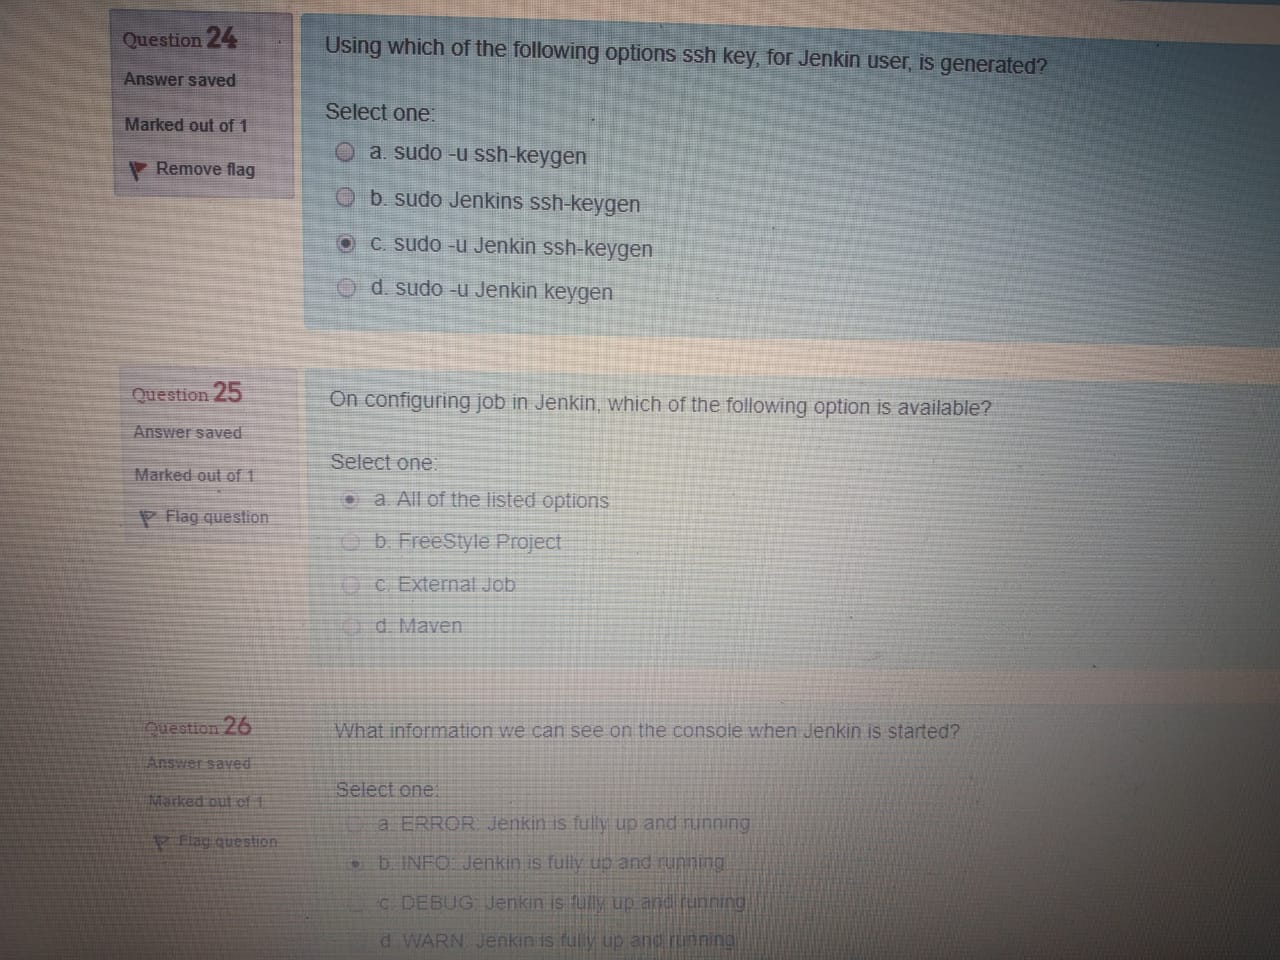 Question 24
Answer saved
Marked out of 1
Remove flag
Using which of the following options ssh key, for Jenkin user, is generated?
Select one:
a. sudo -u ssh-keygen
b. sudo Jenkins ssh-keygen
c. sudo -u Jenkin ssh-keygen
d. sudo -u Jenkin keygen
Question 25
Answer saved
Marked out of 1
Flag question
On configuring job in Jenkin, which of the following option is available?
Select one:
a. All of the listed options
b. FreeStyle Project
c. External Job
d. Maven
Question 26
Answer saved
Marked out of 1
Flag question
What information we can see on the console when Jenkin is started?
Select one:
a. ERROR: Jenkin is fully up and running
b. INFO: Jenkin is fully up and running
c. DEBUG: Jenkin is fully up and running
d. WARN: Jenkin is fully up and running